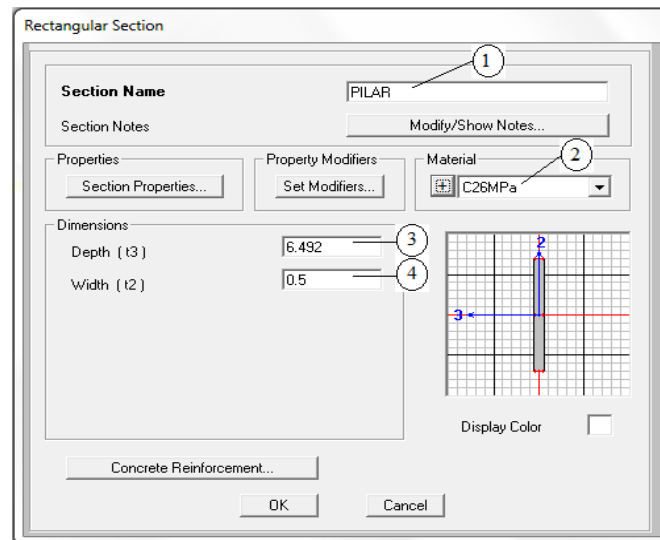 Rectangular Section
1
Section Name PILAR
Section Notes Modify/Show Notes...
Properties Property Modifiers Material 2
Section Properties... Set Modifiers... C26MPa
Dimensions
Depth ( t3 ) 6.492 3
Width ( t2 ) 0.5 4
2
3
Display Color
Concrete Reinforcement...
OK Cancel